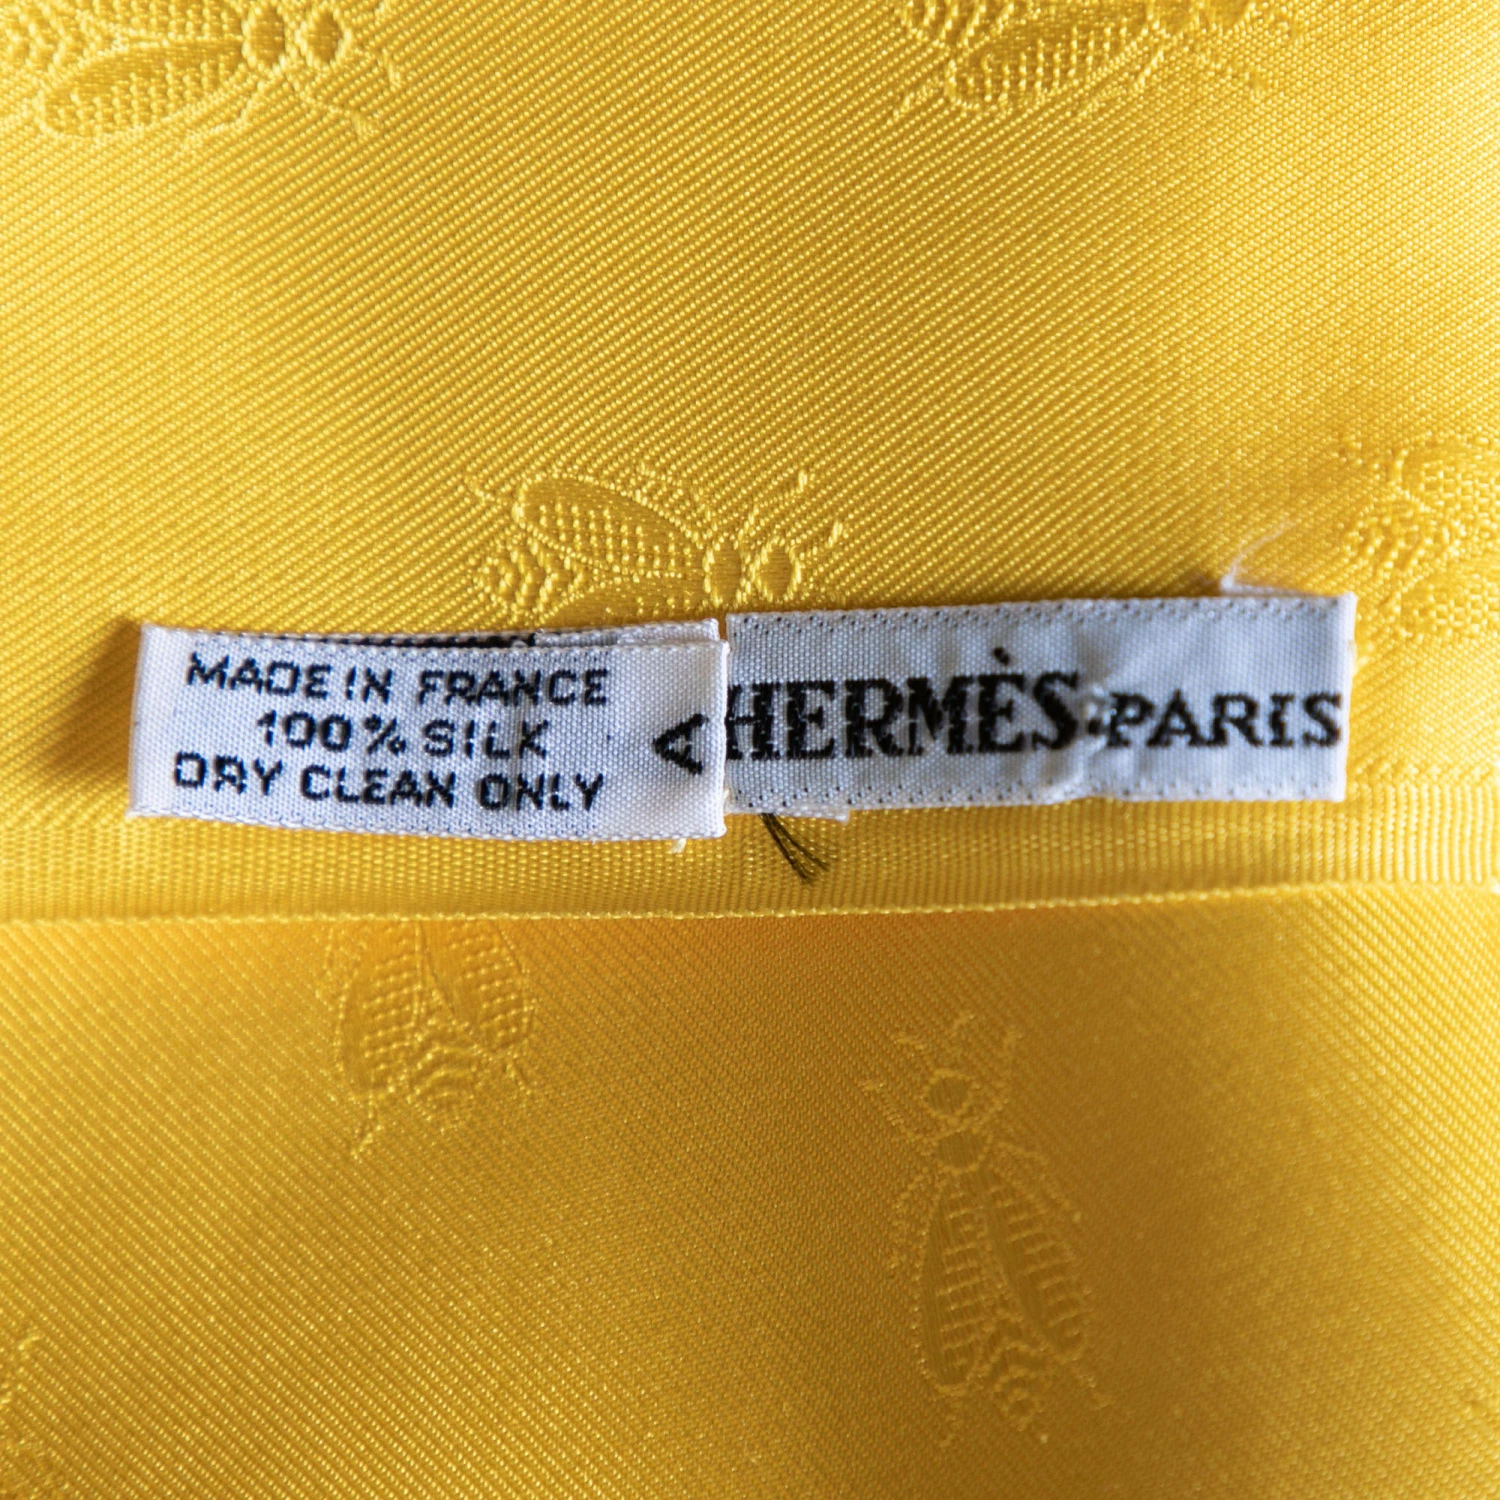 MADE IN FRANCE
100% SILK
DRY CLEAN ONLY
A
HERMÈS-PARIS